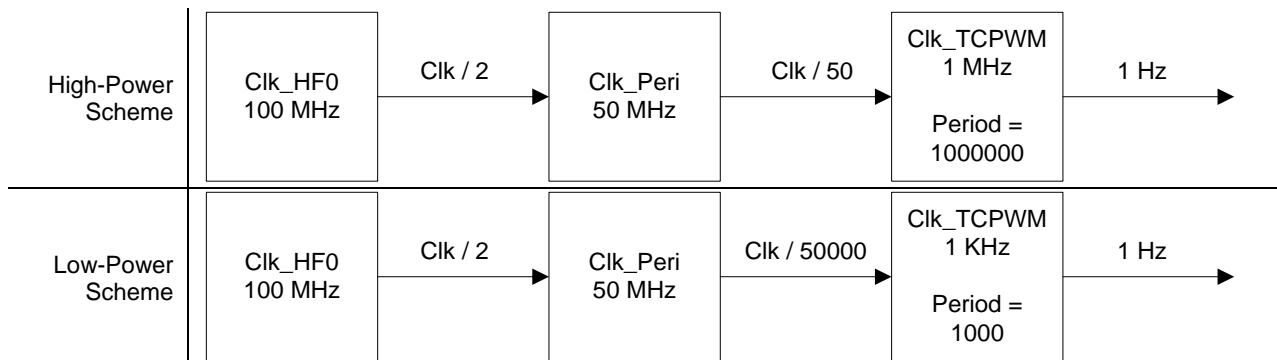 High-Power
Scheme
Clk_HF0
100 MHz
Clk / 2
Clk_Peri
50 MHz
Clk / 50
Clk_TCPWM
1 MHz
Period =
1000000
1 Hz
Low-Power
Scheme
Clk_HF0
100 MHz
Clk / 2
Clk_Peri
50 MHz
Clk / 50000
Clk_TCPWM
1 KHz
Period =
1000
1 Hz